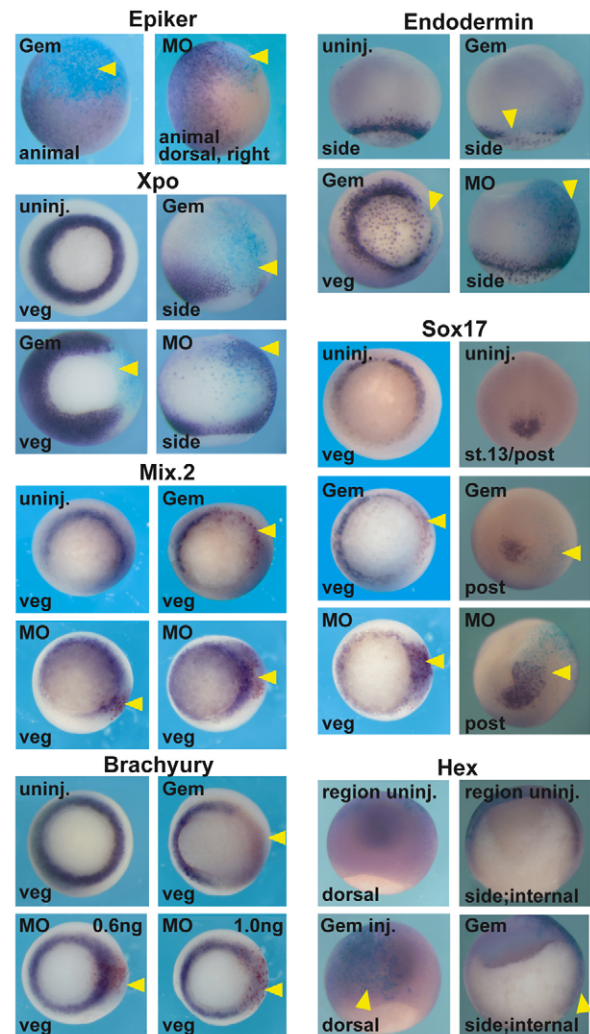 Epiker
Gem
animal
MO
animal
dorsal, right
Xpo
uninj.
veg
Gem
side
Gem
veg
MO
side
Mix.2
uninj.
veg
Gem
veg
MO
veg
MO
veg
Brachyury
uninj.
veg
Gem
veg
MO 0.6ng
veg
MO 1.0ng
veg
Endodermin
uninj.
side
Gem
side
Gem
veg
MO
side
Sox17
uninj.
veg
uninj.
st.13/post
Gem
veg
Gem
post
MO
veg
MO
post
Hex
region uninj.
dorsal
region uninj.
side;internal
Gem inj.
dorsal
Gem
side;internal